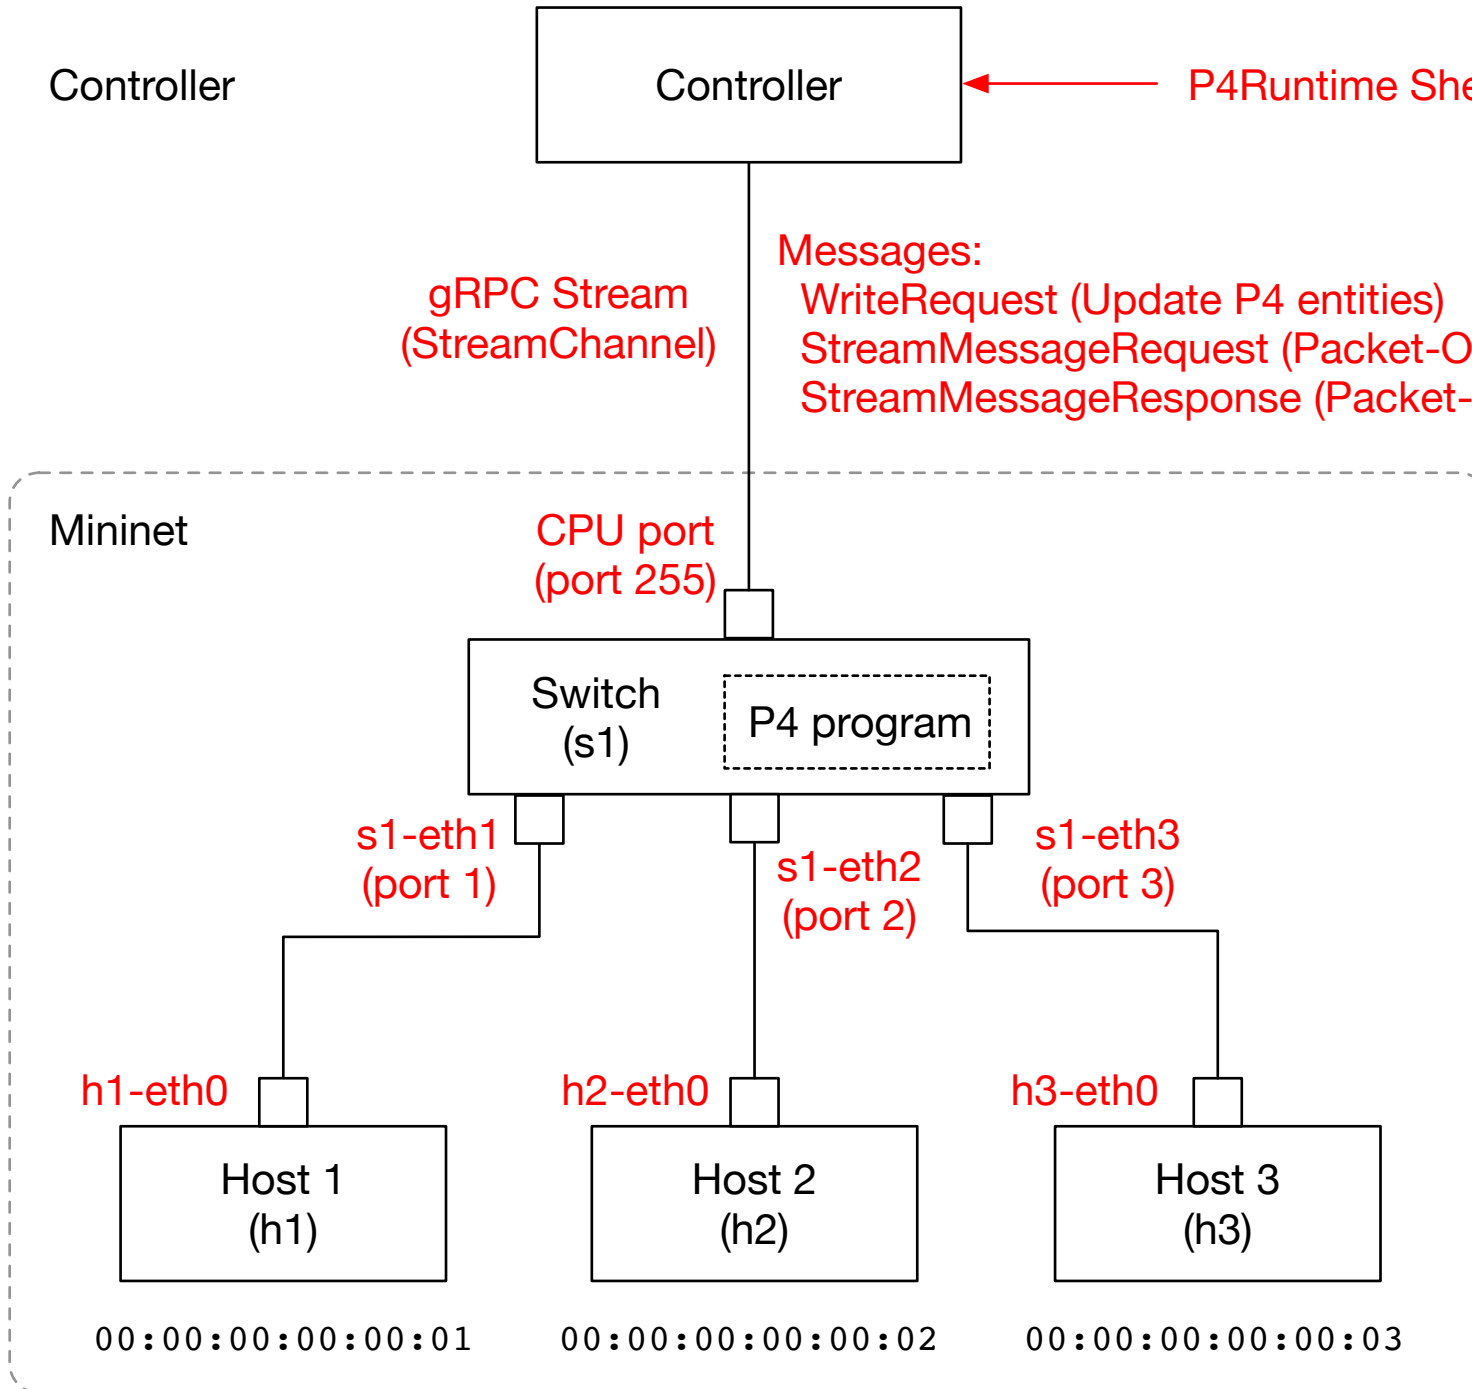 Controller
Controller
P4Runtime She
Messages:
WriteRequest (Update P4 entities)
StreamMessageRequest (Packet-O
StreamMessageResponse (Packet-
gRPC Stream
(StreamChannel)
Mininet
CPU port
(port 255)
Switch
(s1)
P4 program
s1-eth1
(port 1)
s1-eth2
(port 2)
s1-eth3
(port 3)
h1-eth0
h2-eth0
h3-eth0
Host 1
(h1)
Host 2
(h2)
Host 3
(h3)
00:00:00:00:00:01
00:00:00:00:00:02
00:00:00:00:00:03